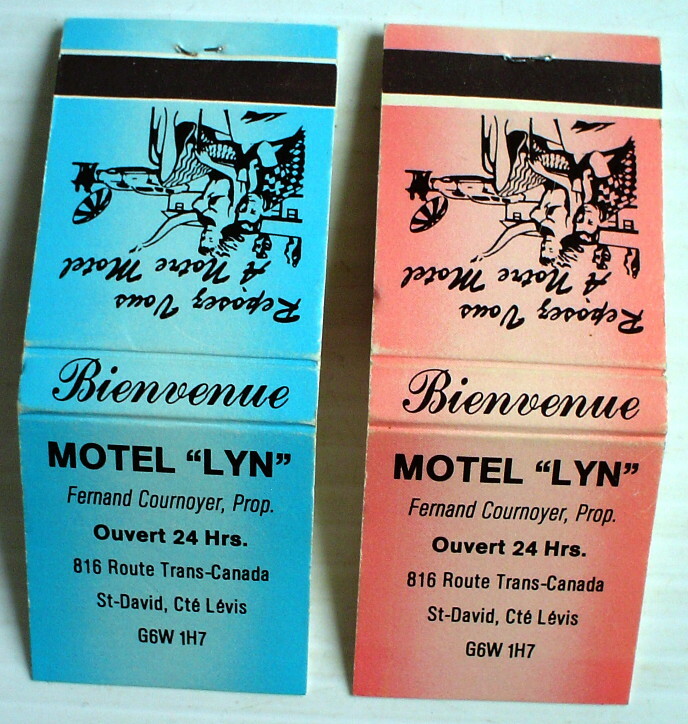 Reposez Vous
A Notre Motel
Bienvenue
MOTEL “LYN”
Fernand Cournoyer, Prop.
Ouvert 24 Hrs.
816 Route Trans-Canada
St-David, Cté Lévis
G6W 1H7
Reposez Vous
A Notre Motel
Bienvenue
MOTEL “LYN”
Fernand Cournoyer, Prop.
Ouvert 24 Hrs.
816 Route Trans-Canada
St-David, Cté Lévis
G6W 1H7